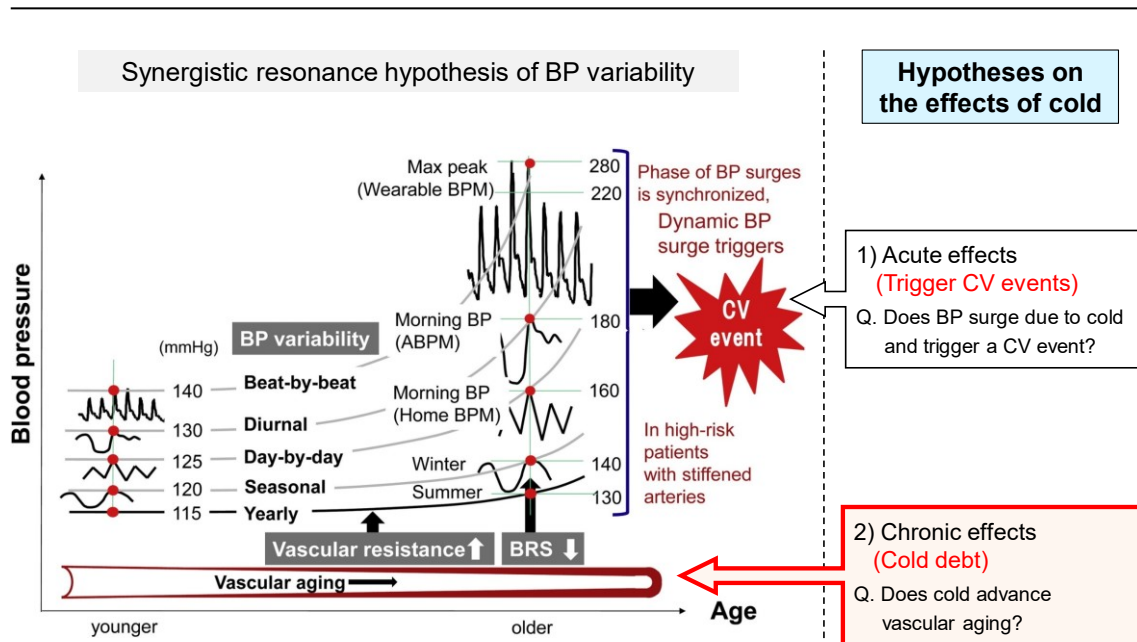 Synergistic resonance hypothesis of BP variability
Hypotheses on
the effects of cold
Blood pressure
(mmHg)
BP variability
140
Beat-by-beat
130
Diurnal
125
Day-by-day
120
Seasonal
115
Yearly
Max peak
(Wearable BPM)
280
220
Morning BP
(ABPM)
180
Morning BP
(Home BPM)
160
Winter
140
Summer
130
Vascular resistance
BRS
Vascular aging
younger
older
Age
Phase of BP surges
is synchronized,
Dynamic BP
surge triggers
CV
event
In high-risk
patients
with stiffened
arteries
1) Acute effects
(Trigger CV events)
Q. Does BP surge due to cold
and trigger a CV event?
2) Chronic effects
(Cold debt)
Q. Does cold advance
vascular aging?